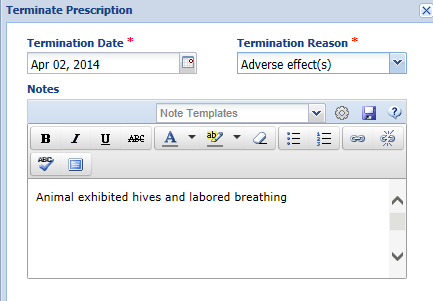 Terminate Prescription
Termination Date * Termination Reason *
Apr 02, 2014 Adverse effect(s)
Notes
Note Templates
B I U ABC A ab
ABC
Animal exhibited hives and labored breathing